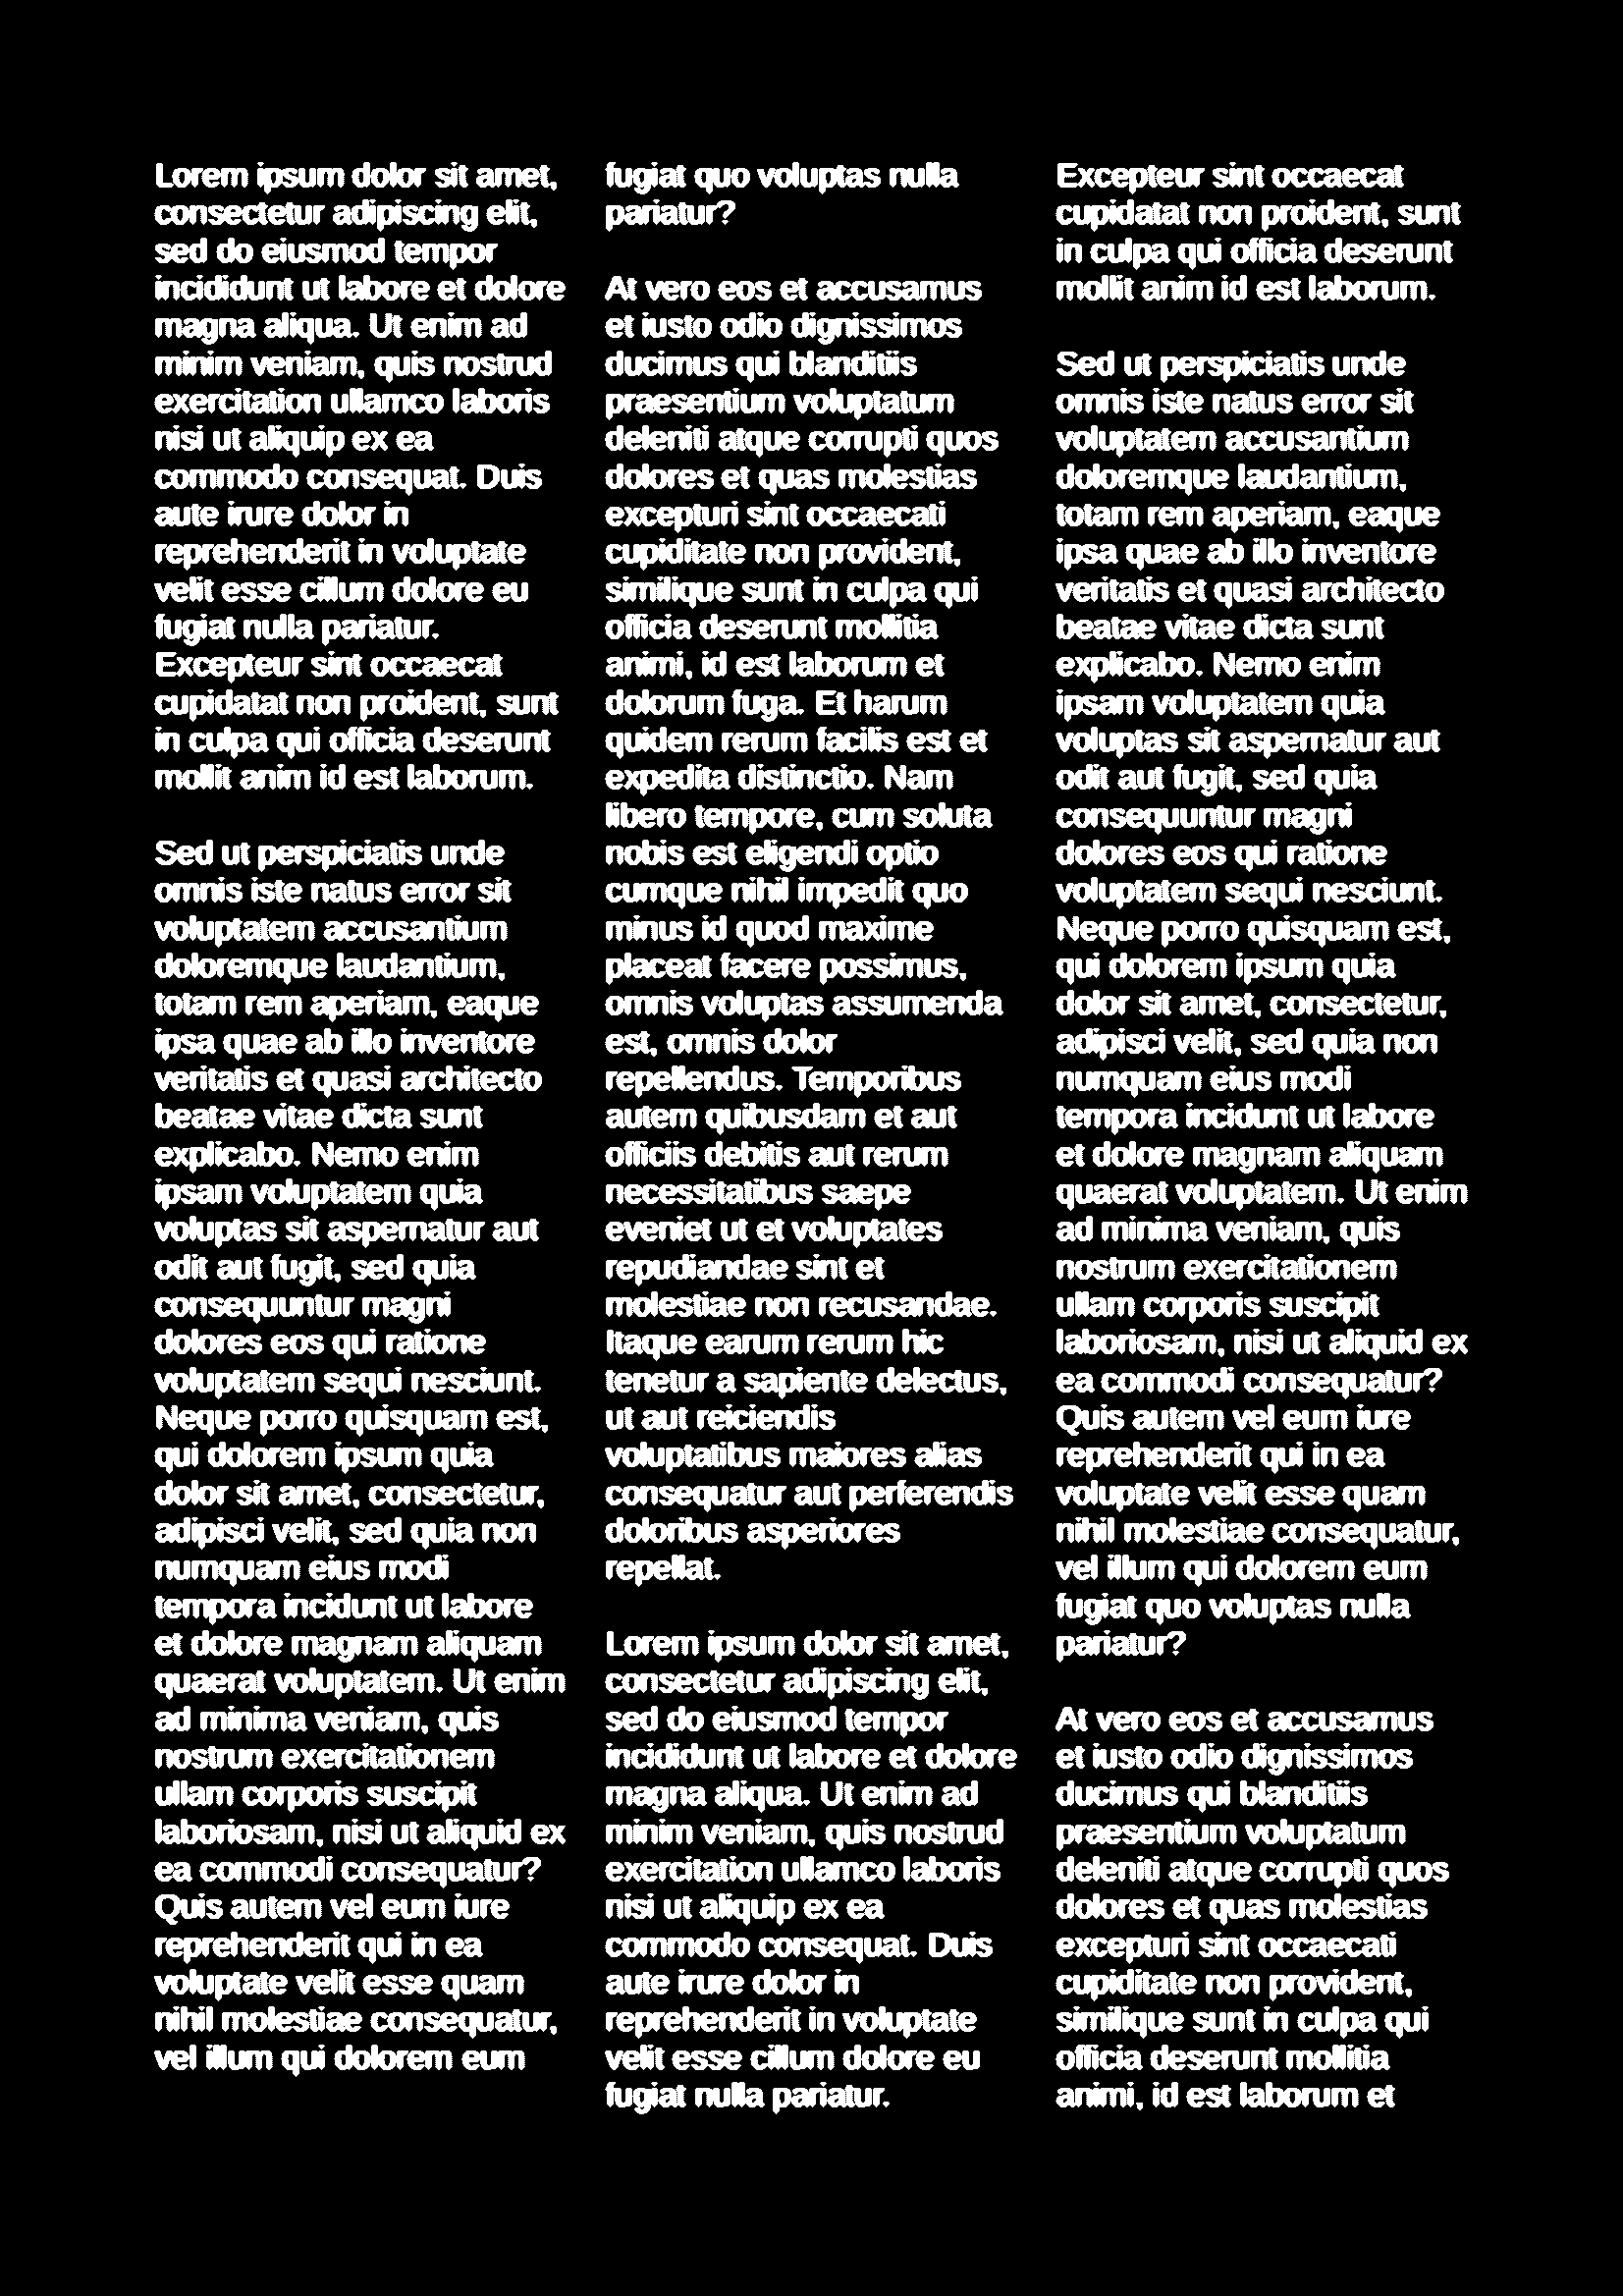 Lorem ipsum dolor sit amet,
consectetur adipiscing elit,
sed do eiusmod tempor
incididunt ut labore et dolore
magna aliqua. Ut enim ad
minim veniam, quis nostrud
exercitation ullamco laboris
nisi ut aliquip ex ea
commodo consequat. Duis
aute irure dolor in
reprehenderit in voluptate
velit esse cillum dolore eu
fugiat nulla pariatur.
Excepteur sint occaecat
cupidatat non proident, sunt
in culpa qui officia deserunt
mollit anim id est laborum.

Sed ut perspiciatis unde
omnis iste natus error sit
voluptatem accusantium
doloremque laudantium,
totam rem aperiam, eaque
ipsa quae ab illo inventore
veritatis et quasi architecto
beatae vitae dicta sunt
explicabo. Nemo enim
ipsam voluptatem quia
voluptas sit aspernatur aut
odit aut fugit, sed quia
consequuntur magni
dolores eos qui ratione
voluptatem sequi nesciunt.
Neque porro quisquam est,
qui dolorem ipsum quia
dolor sit amet, consectetur,
adipisci velit, sed quia non
numquam eius modi
tempora incidunt ut labore
et dolore magnam aliquam
quaerat voluptatem. Ut enim
ad minima veniam, quis
nostrum exercitationem
ullam corporis suscipit
laboriosam, nisi ut aliquid ex
ea commodi consequatur?
Quis autem vel eum iure
reprehenderit qui in ea
voluptate velit esse quam
nihil molestiae consequatur,
vel illum qui dolorem eum
fugiat quo voluptas nulla
pariatur?

At vero eos et accusamus
et iusto odio dignissimos
ducimus qui blanditiis
praesentium voluptatum
deleniti atque corrupti quos
dolores et quas molestias
excepturi sint occaecati
cupiditate non provident,
similique sunt in culpa qui
officia deserunt mollitia
animi, id est laborum et
dolorum fuga. Et harum
quidem rerum facilis est et
expedita distinctio. Nam
libero tempore, cum soluta
nobis est eligendi optio
cumque nihil impedit quo
minus id quod maxime
placeat facere possimus,
omnis voluptas assumenda
est, omnis dolor
repellendus. Temporibus
autem quibusdam et aut
officiis debitis aut rerum
necessitatibus saepe
eveniet ut et voluptates
repudiandae sint et
molestiae non recusandae.
Itaque earum rerum hic
tenetur a sapiente delectus,
ut aut reiciendis
voluptatibus maiores alias
consequatur aut perferendis
doloribus asperiores
repellat.

Lorem ipsum dolor sit amet,
consectetur adipiscing elit,
sed do eiusmod tempor
incididunt ut labore et dolore
magna aliqua. Ut enim ad
minim veniam, quis nostrud
exercitation ullamco laboris
nisi ut aliquip ex ea
commodo consequat. Duis
aute irure dolor in
reprehenderit in voluptate
velit esse cillum dolore eu
fugiat nulla pariatur.
Excepteur sint occaecat
cupidatat non proident, sunt
in culpa qui officia deserunt
mollit anim id est laborum.

Sed ut perspiciatis unde
omnis iste natus error sit
voluptatem accusantium
doloremque laudantium,
totam rem aperiam, eaque
ipsa quae ab illo inventore
veritatis et quasi architecto
beatae vitae dicta sunt
explicabo. Nemo enim
ipsam voluptatem quia
voluptas sit aspernatur aut
odit aut fugit, sed quia
consequuntur magni
dolores eos qui ratione
voluptatem sequi nesciunt.
Neque porro quisquam est,
qui dolorem ipsum quia
dolor sit amet, consectetur,
adipisci velit, sed quia non
numquam eius modi
tempora incidunt ut labore
et dolore magnam aliquam
quaerat voluptatem. Ut enim
ad minima veniam, quis
nostrum exercitationem
ullam corporis suscipit
laboriosam, nisi ut aliquid ex
ea commodi consequatur?
Quis autem vel eum iure
reprehenderit qui in ea
voluptate velit esse quam
nihil molestiae consequatur,
vel illum qui dolorem eum
fugiat quo voluptas nulla
pariatur?

At vero eos et accusamus
et iusto odio dignissimos
ducimus qui blanditiis
praesentium voluptatum
deleniti atque corrupti quos
dolores et quas molestias
excepturi sint occaecati
cupiditate non provident,
similique sunt in culpa qui
officia deserunt mollitia
animi, id est laborum et